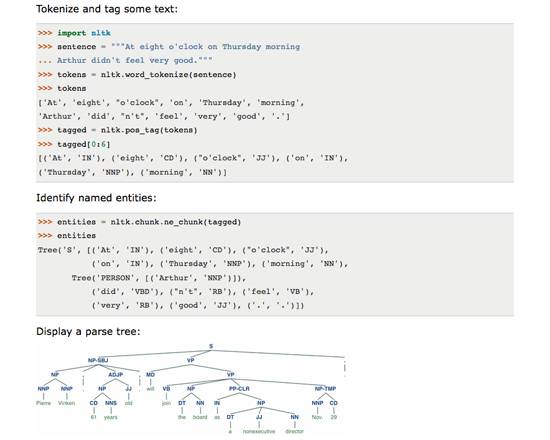 Tokenize and tag some text:
>>> import nltk
>>> sentence = """At eight o'clock on Thursday morning
... Arthur didn't feel very good."""
>>> tokens = nltk.word_tokenize(sentence)
>>> tokens
['At', 'eight', "o'clock", 'on', 'Thursday', 'morning',
'Arthur', 'did', "n't", 'feel', 'very', 'good', '.']
>>> tagged = nltk.pos_tag(tokens)
>>> tagged[0:6]
[('At', 'IN'), ('eight', 'CD'), ("o'clock", 'JJ'), ('on', 'IN'),
('Thursday', 'NNP'), ('morning', 'NN')]
Identify named entities:
>>> entities = nltk.chunk.ne_chunk(tagged)
>>> entities
Tree('S', [('At', 'IN'), ('eight', 'CD'), ("o'clock", 'JJ'),
('on', 'IN'), ('Thursday', 'NNP'), ('morning', 'NN'),
Tree('PERSON', [('Arthur', 'NNP')]),
('did', 'VBD'), ("n't", 'RB'), ('feel', 'VB'),
('very', 'RB'), ('good', 'JJ'), ('.', '.')])
Display a parse tree:
S
NP-SBJ VP
NP ADJP MD VP
NNP NNP NP JJ will VB NP PP-CLR NP-TMP
Pierre Vinken CD NNS old join DT NN IN NP NNP CD
61 years the board as DT JJ NN Nov. 29
a nonexecutive director